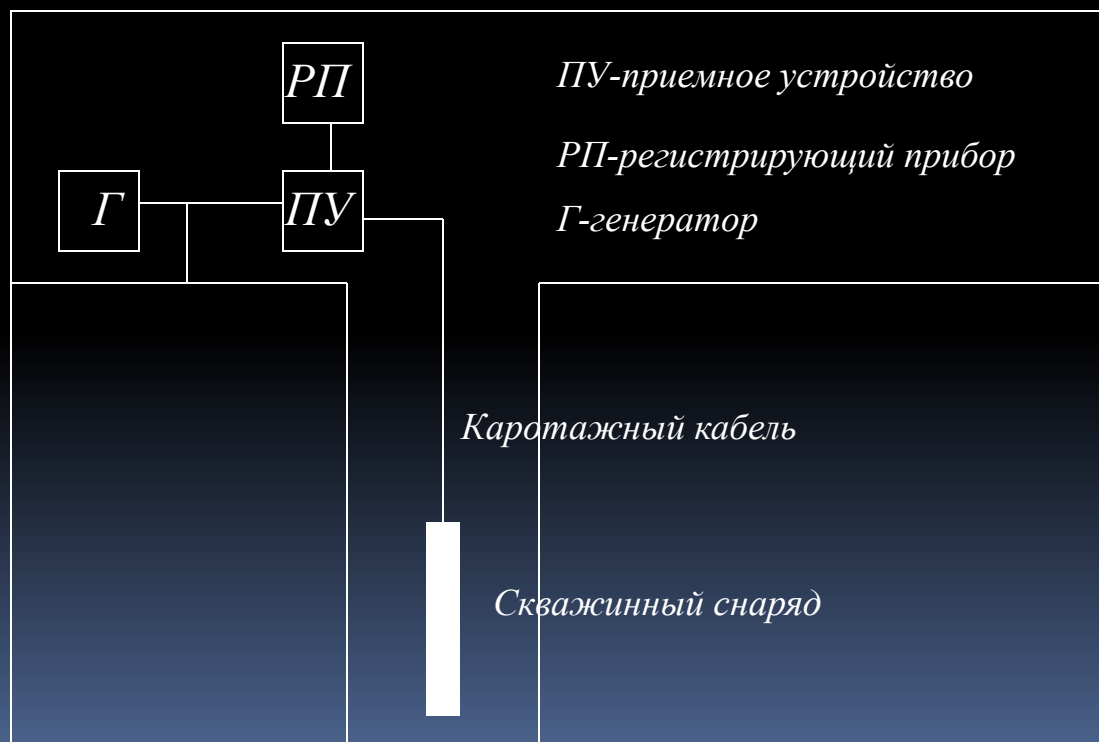 РП
ПУ-приемное устройство
РП-регистрирующий прибор
Г
ПУ
Г-генератор
Каротажный кабель
Скважинный снаряд